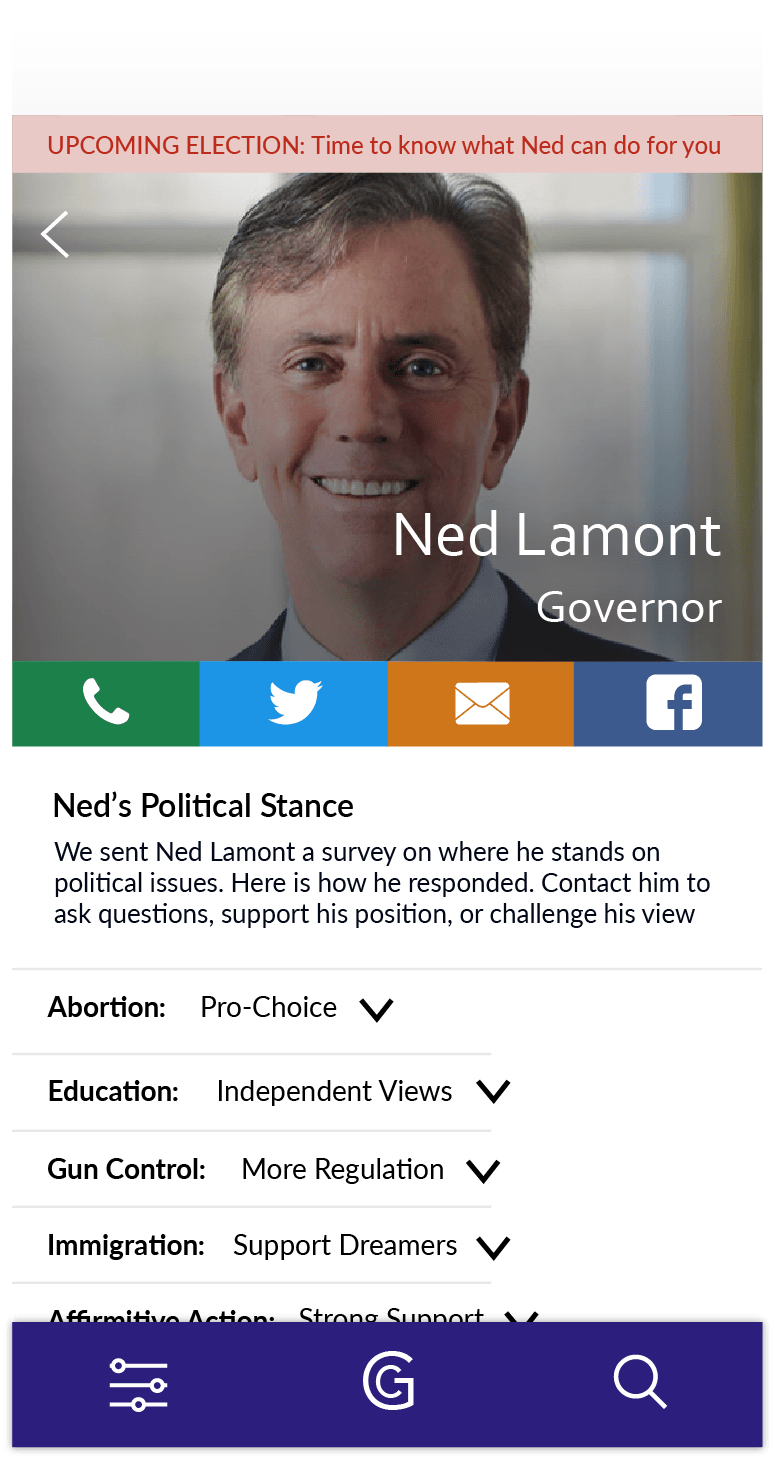 UPCOMING ELECTION: Time to know what Ned can do for you
Ned Lamont
Governor
Ned’s Political Stance
We sent Ned Lamont a survey on where he stands on
political issues. Here is how he responded. Contact him to
ask questions, support his position, or challenge his view
Abortion: Pro-Choice
Education: Independent Views
Gun Control: More Regulation
Immigration: Support Dreamers
Affirmitive Action: Strong Support